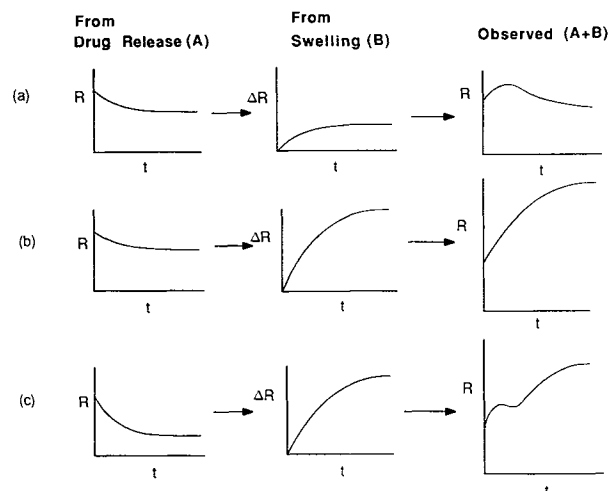 From
Drug Release (A)
From
Swelling (B)
Observed (A+B)
(a)
R
t
ΔR
t
R
t
(b)
R
t
ΔR
t
R
t
(c)
R
t
ΔR
t
R
t